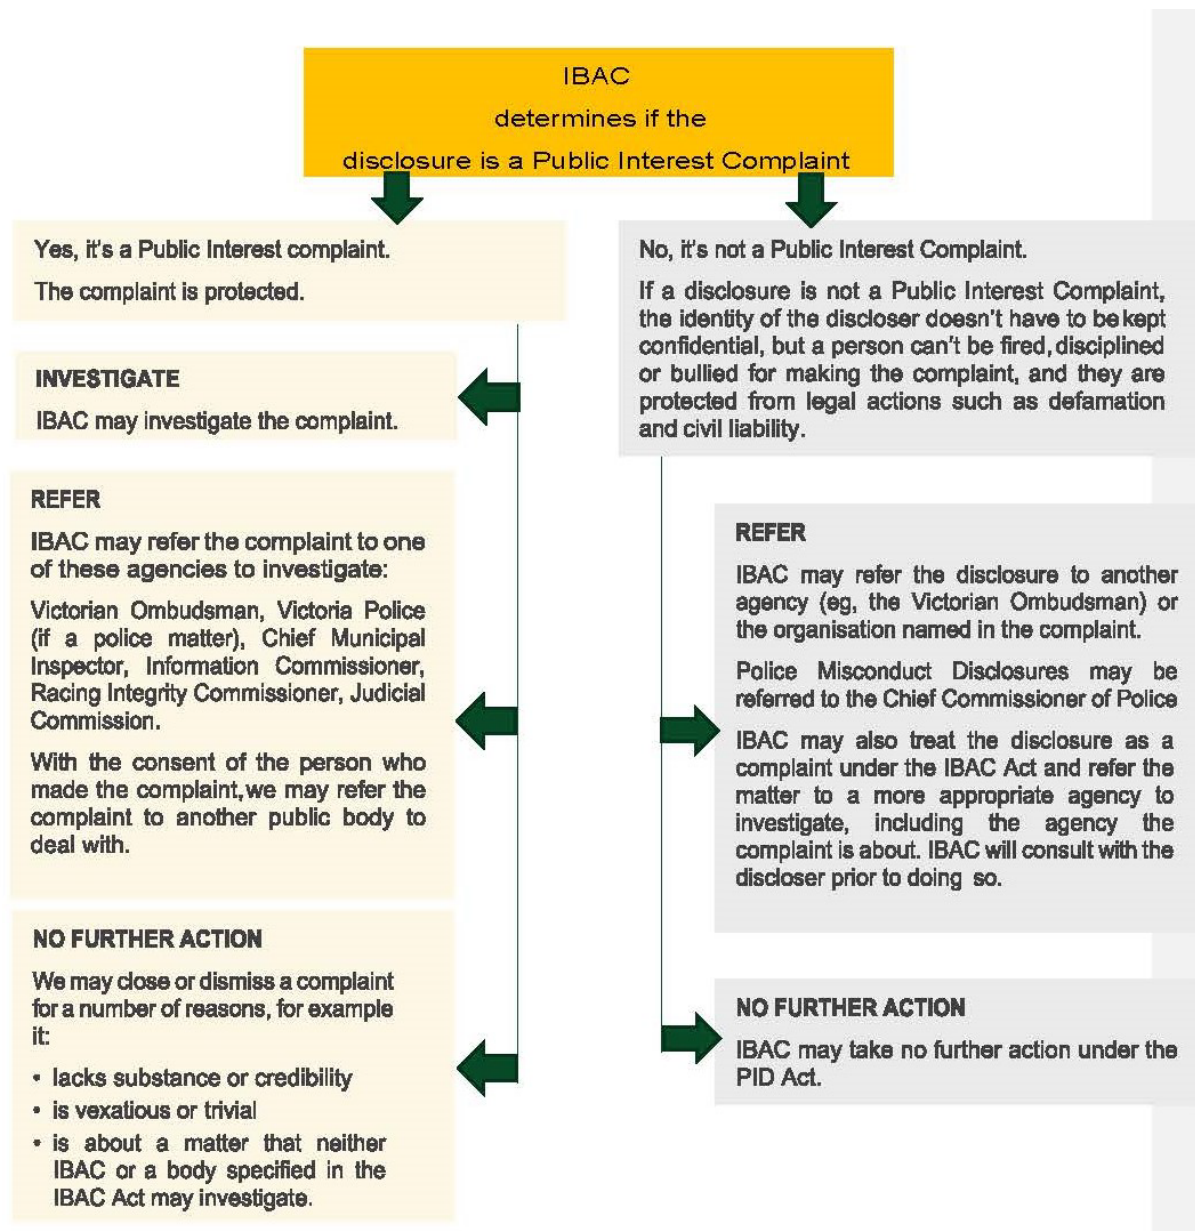 IBAC
determines if the
disclosure is a Public Interest Complaint
Yes, it's a Public Interest complaint.
The complaint is protected.
INVESTIGATE
IBAC may investigate the complaint.
REFER
IBAC may refer the complaint to one
of these agencies to investigate:
Victorian Ombudsman, Victoria Police
(if a police matter), Chief Municipal
Inspector, Information Commissioner,
Racing Integrity Commissioner, Judicial
Commission.
With the consent of the person who
made the complaint, we may refer the
complaint to another public body to
deal with.
NO FURTHER ACTION
We may close or dismiss a complaint
for a number of reasons, for example
it:
• lacks substance or credibility
• is vexatious or trivial
• is about a matter that neither
IBAC or a body specified in the
IBAC Act may investigate.
No, it's not a Public Interest Complaint.
If a disclosure is not a Public Interest Complaint,
the identity of the discloser doesn't have to be kept
confidential, but a person can't be fired, disciplined
or bullied for making the complaint, and they are
protected from legal actions such as defamation
and civil liability.
REFER
IBAC may refer the disclosure to another
agency (eg, the Victorian Ombudsman) or
the organisation named in the complaint.
Police Misconduct Disclosures may be
referred to the Chief Commissioner of Police
IBAC may also treat the disclosure as a
complaint under the IBAC Act and refer the
matter to a more appropriate agency to
investigate, including the agency the
complaint is about. IBAC will consult with the
discloser prior to doing so.
NO FURTHER ACTION
IBAC may take no further action under the
PID Act.